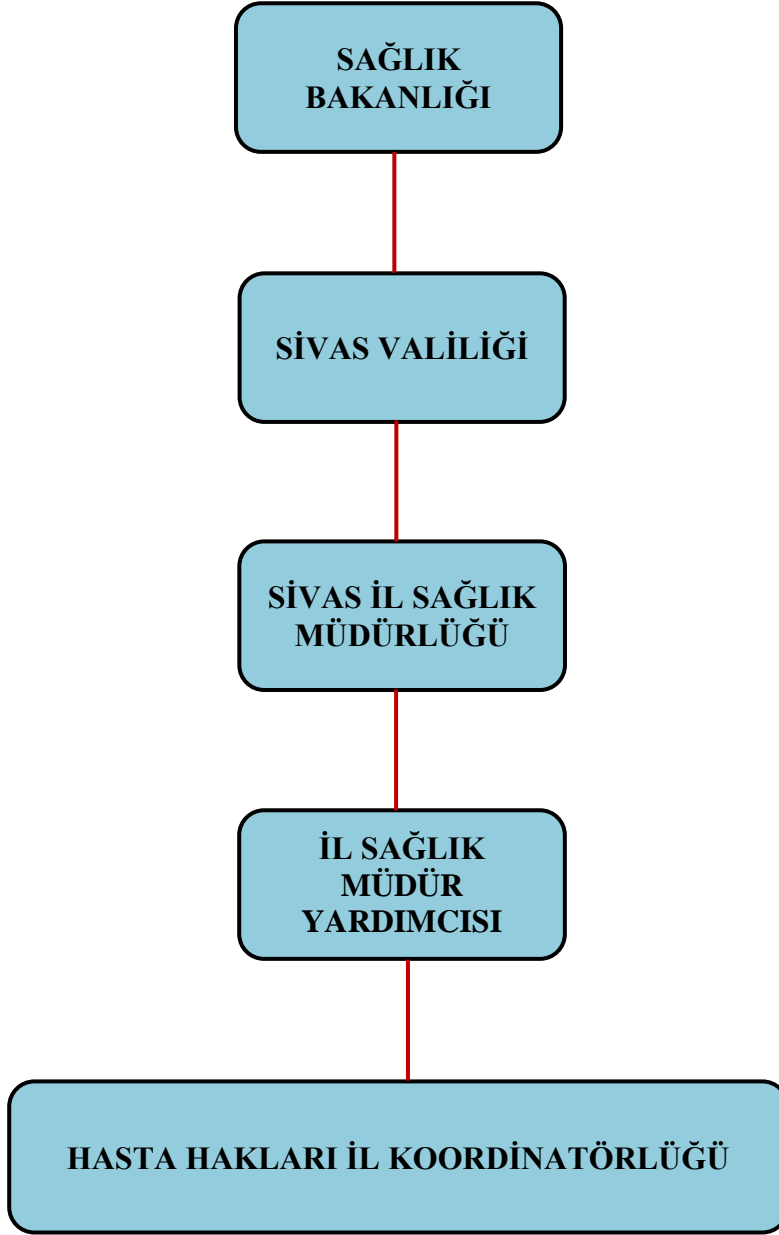 SAĞLIK
BAKANLIĞI
SİVAS VALİLİĞİ
SİVAS İL SAĞLIK
MÜDÜRLÜĞÜ
İL SAĞLIK
MÜDÜR
YARDIMCISI
HASTA HAKLARI İL KOORDİNATÖRLÜĞÜ